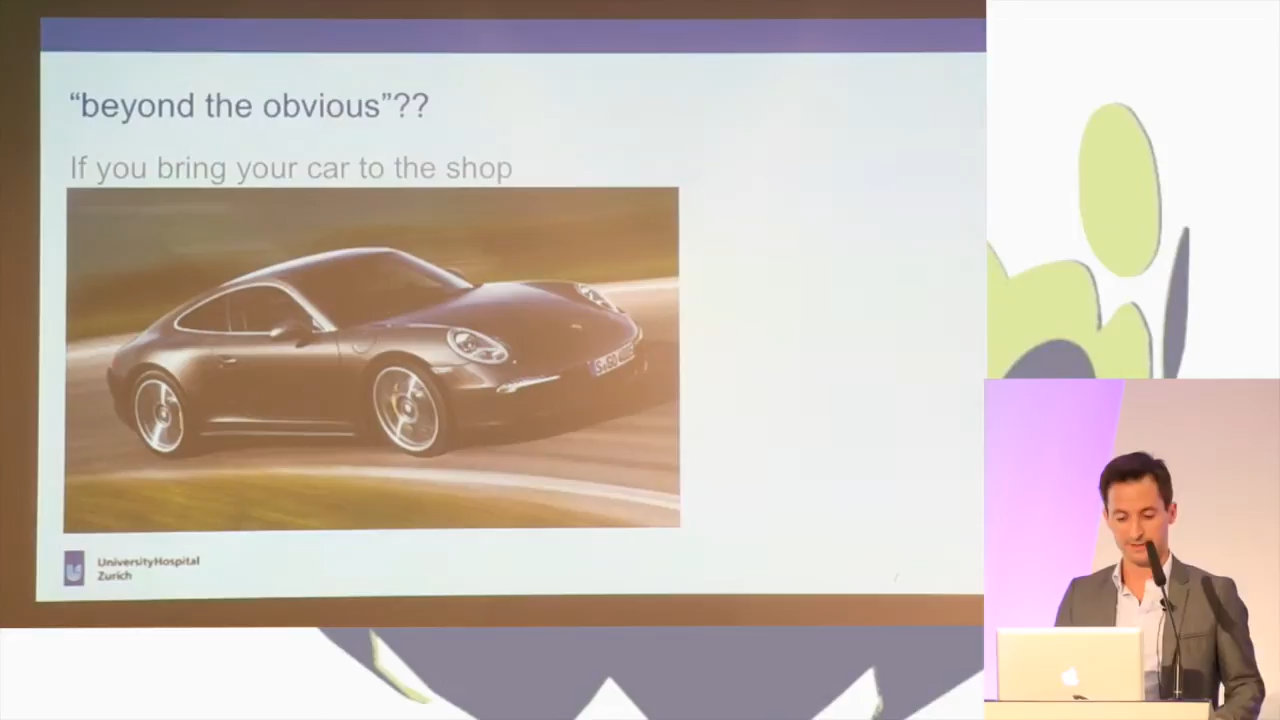 “beyond the obvious”??
If you bring your car to the shop
UniversityHospital
Zurich